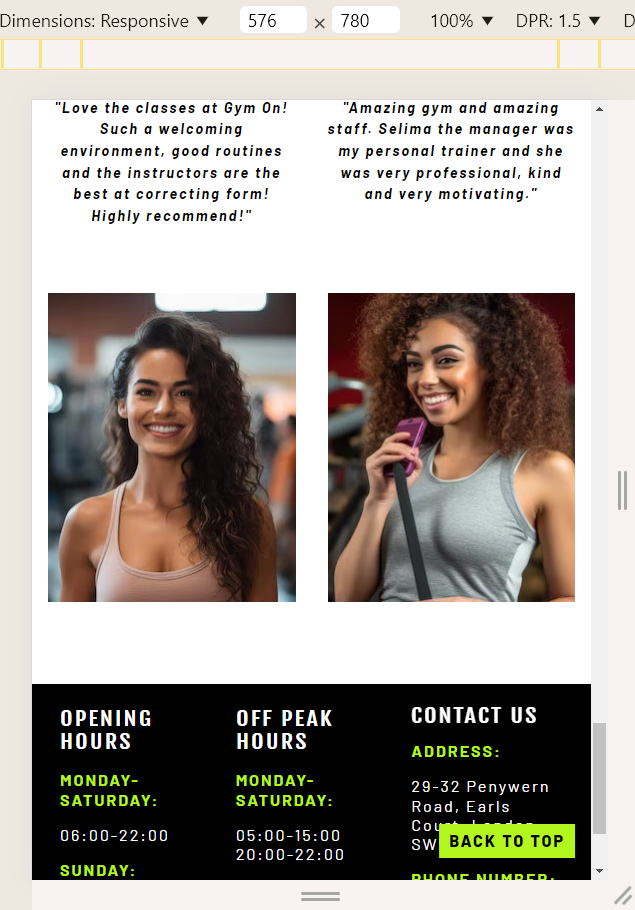 Dimensions: Responsive ▼ 576 × 780 100% ▼ DPR: 1.5 ▼ D
"Love the classes at Gym On!
Such a welcoming
environment, good routines
and the instructors are the
best at correcting form!
Highly recommend!"
"Amazing gym and amazing
staff. Selima the manager was
my personal trainer and she
was very professional, kind
and very motivating."
OPENING
HOURS
MONDAY-
SATURDAY:
06:00-22:00
SUNDAY:
OFF PEAK
HOURS
MONDAY-
SATURDAY:
05:00-15:00
20:00-22:00
CONTACT US
ADDRESS:
29-32 Penywern
Road, Earls
Court, London
SW
BACK TO TOP
PHONE NUMBER: